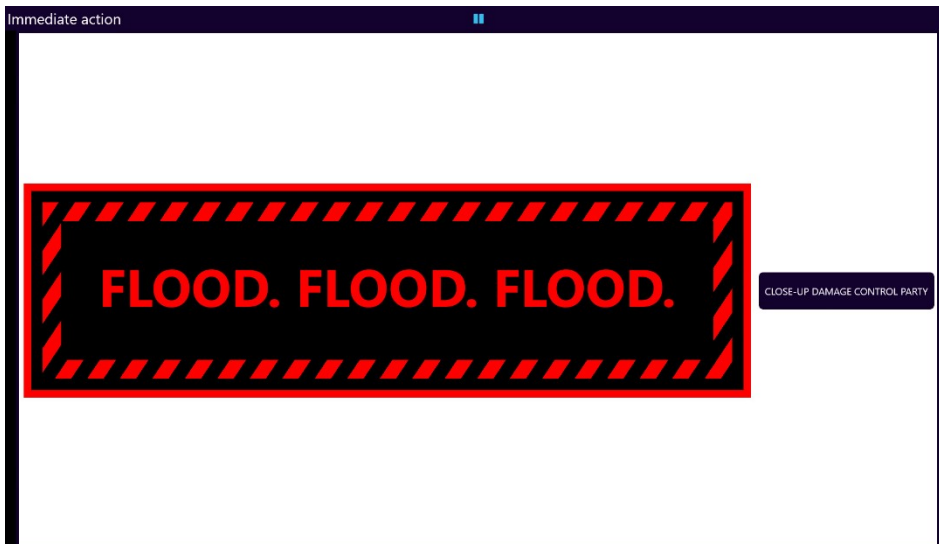 Immediate action
FLOOD. FLOOD. FLOOD.
CLOSE-UP DAMAGE CONTROL PARTY